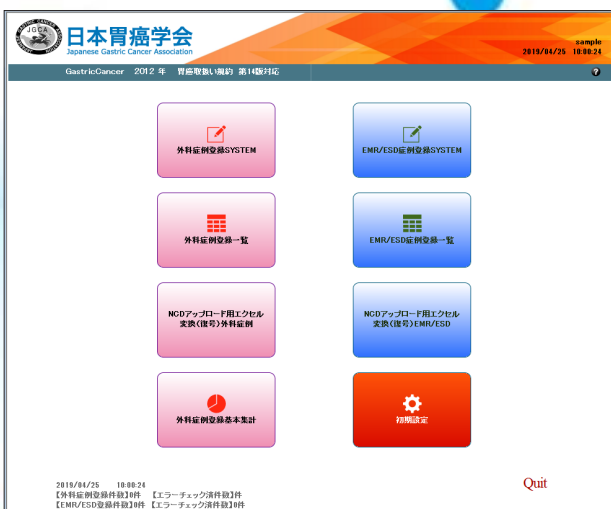 JGCA
GASTRIC CANCER
日本胃癌学会
Japanese Gastric Cancer Association
sample
2019/04/25 10:00:24
GastricCancer 2012 年 胃癌取扱い規約 第14版対応
?
外科症例登録SYSTEM
EMR/ESD症例登録SYSTEM
外科症例登録一覧
EMR/ESD症例登録一覧
NCDアップロード用エクセル
変換(復号)外科症例
NCDアップロード用エクセル
変換(復号)EMR/ESD
外科症例登録基本集計
初期設定
2019/04/25 10:00:24
【外科症例登録件数】0件 【エラーチェック済件数】件
【EMR/ESD登録件数】0件 【エラーチェック済件数】0件
Quit